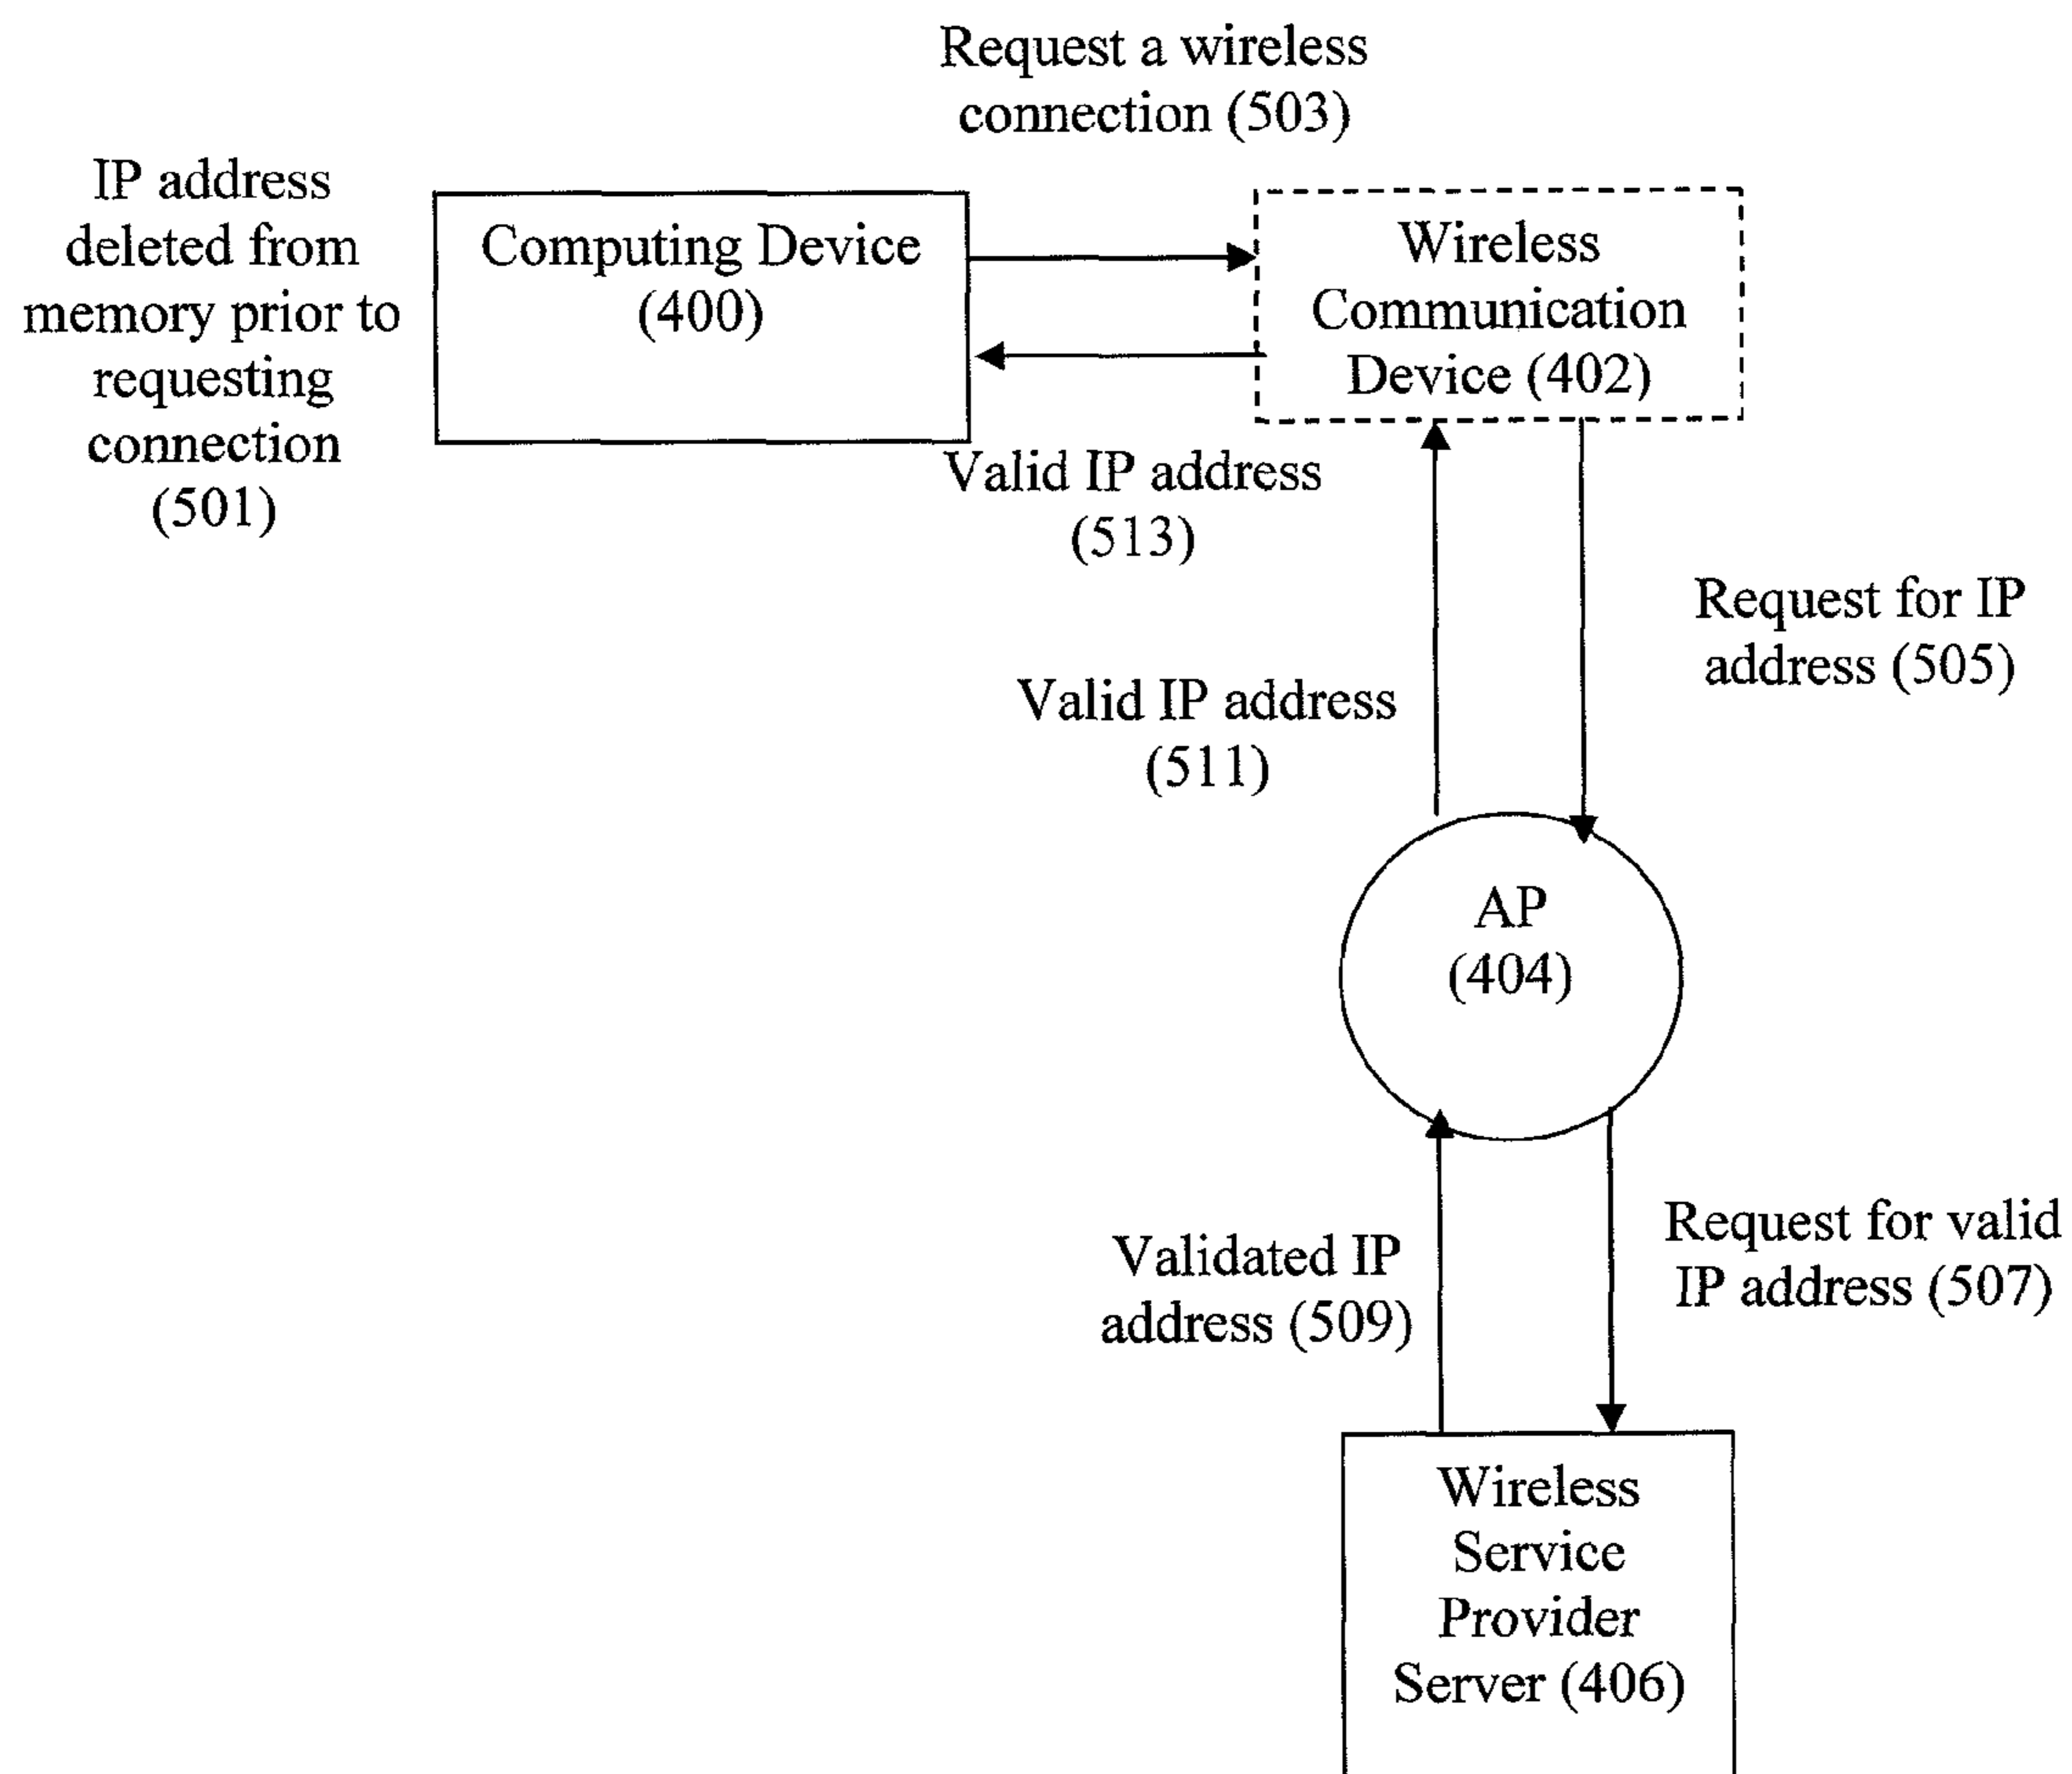 Request a wireless
connection (503)
IP address
deleted from
memory prior to
requesting
connection
(501)
Computing Device
(400)
Wireless
Communication
Device (402)
Valid IP address
(513)
Request for IP
address (505)
Valid IP address
(511)
AP
(404)
Validated IP
address (509)
Request for valid
IP address (507)
Wireless
Service
Provider
Server (406)